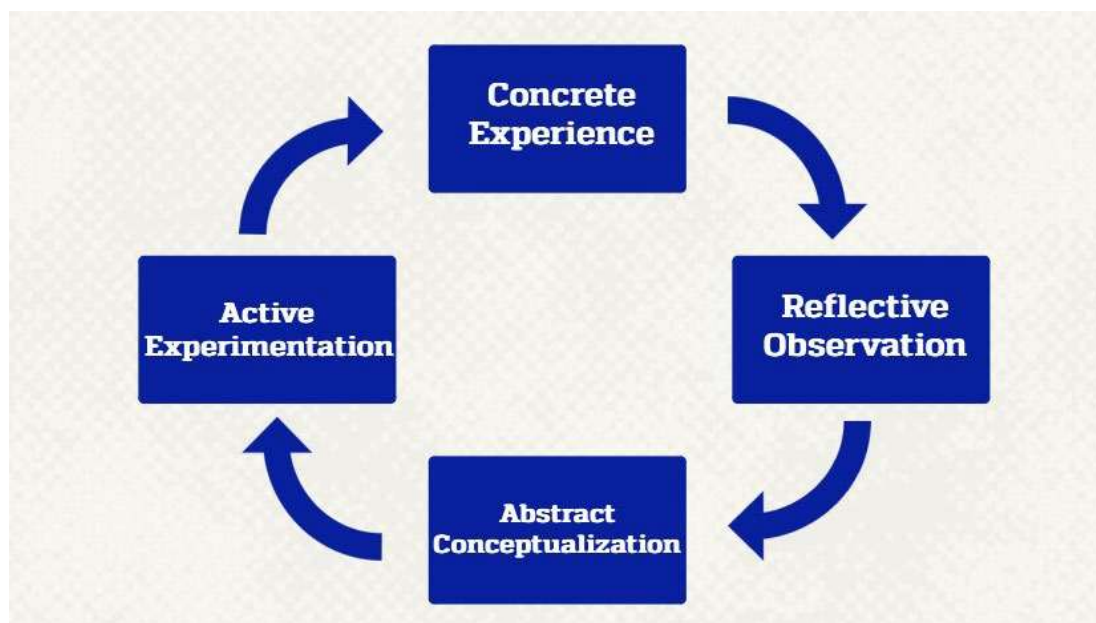 Concrete
Experience
Reflective
Observation
Abstract
Conceptualization
Active
Experimentation